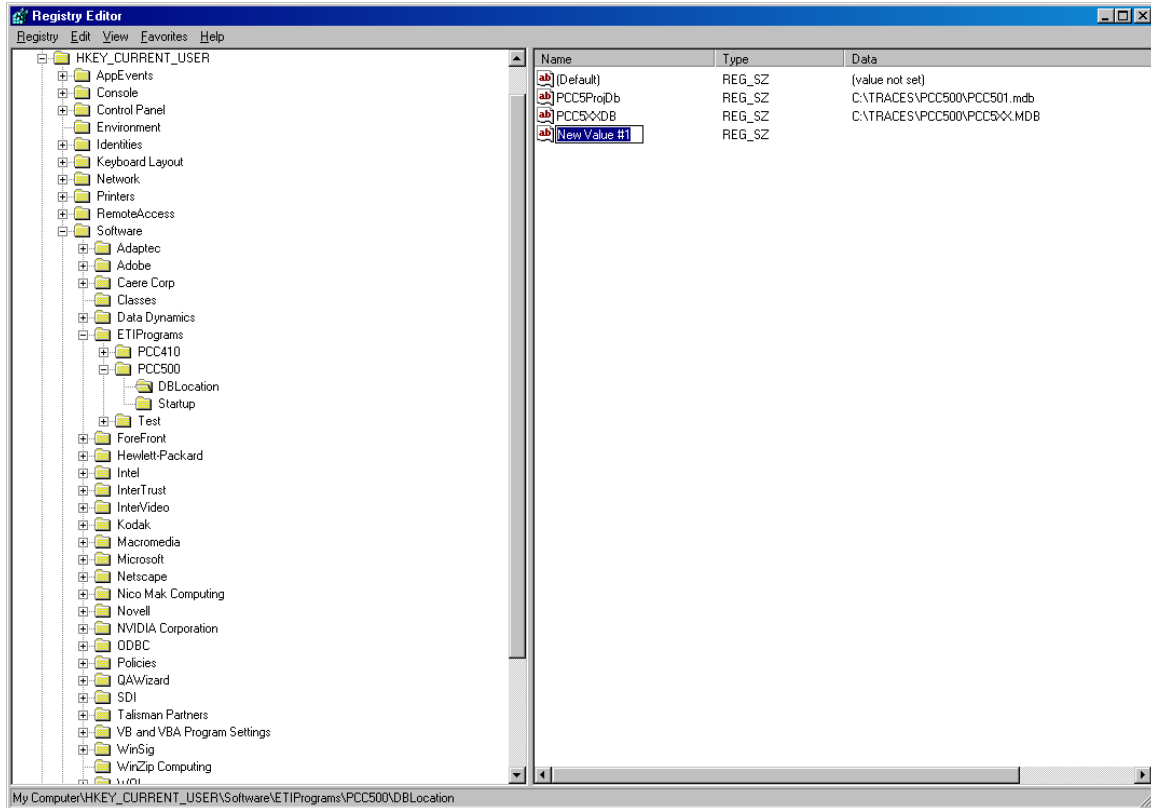 Registry Editor
Registry Edit View Favorites Help
HKEY_CURRENT_USER
AppEvents
Console
Control Panel
Environment
Identities
Keyboard Layout
Network
Printers
RemoteAccess
Software
Adaptec
Adobe
Caere Corp
Classes
Data Dynamics
ETIPrograms
PCC410
PCC500
DBLocation
Startup
Test
ForeFront
Hewlett-Packard
Intel
InterTrust
InterVideo
Kodak
Macromedia
Microsoft
Netscape
Nico Mak Computing
Novell
NVIDIA Corporation
ODBC
Policies
QAWizard
SDI
Talisman Partners
VB and VBA Program Settings
WinSig
WinZip Computing
Name Type Data
(Default) REG_SZ (value not set)
PCC5ProjDb REG_SZ C:\TRACES\PCC500\PCC501.mdb
PCC5XXDB REG_SZ C:\TRACES\PCC500\PCC5XX.MDB
New Value #1 REG_SZ
My Computer\HKEY_CURRENT_USER\Software\ETIPrograms\PCC500\DBLocation